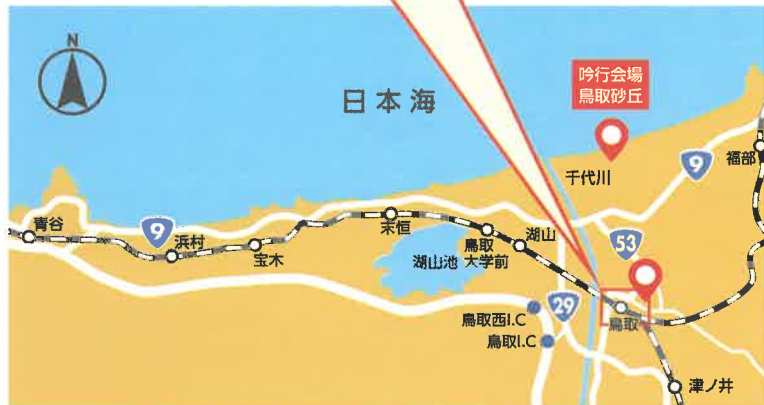 N
日本海
吟行会場
鳥取砂丘
千代川
9
福部
青谷
9
浜村
宝木
末恒
鳥取
大学前
湖山
湖山池
53
29
鳥取西I.C
鳥取I.C
鳥取
津ノ井